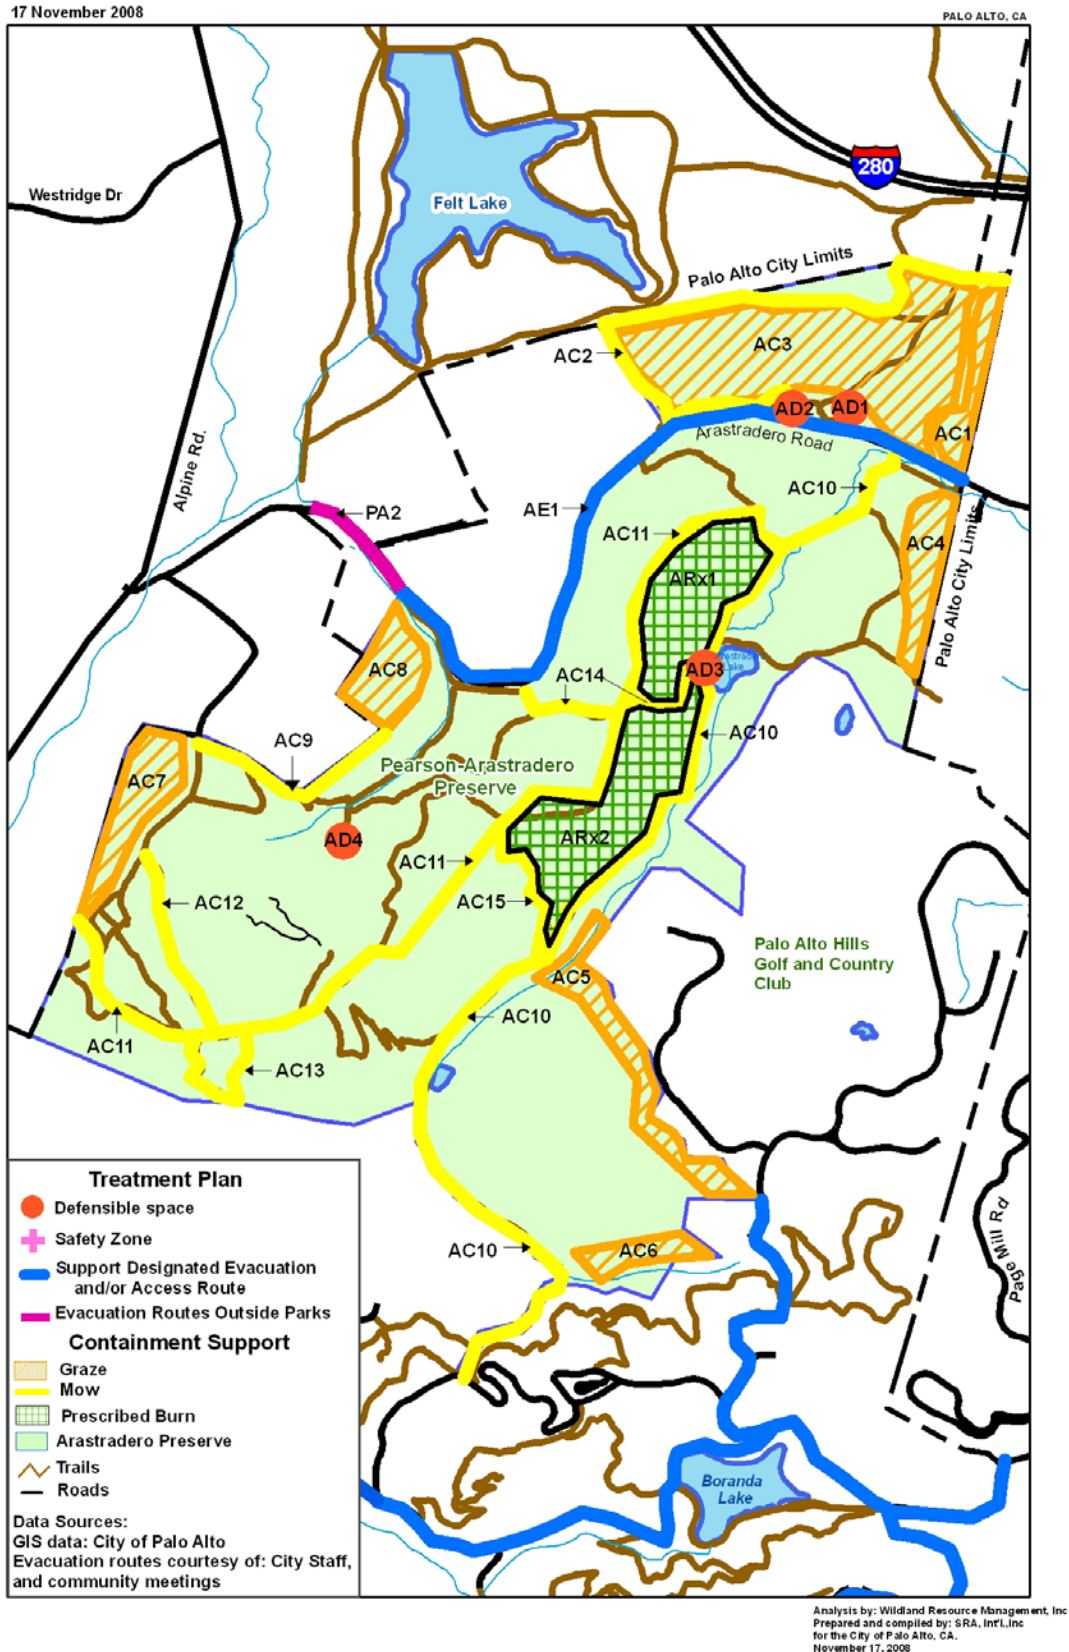 17 November 2008
PALO ALTO, CA
280
Westridge Dr
Felt Lake
Palo Alto City Limits
AC3
AC2
AD2
AD1
Arastradero Road
AC1
Alpine Rd.
AC10
PA2
AE1
AC11
AC4
ARx1
Palo Alto City Limits
AC8
AC14
AD3
Lake
AC9
AC10
AC7
Pearson-Arastradero
Preserve
AD4
ARx2
AC11
AC12
AC15
Palo Alto Hills
Golf and Country
Club
AC5
AC10
AC11
AC13
AC10
AC6
Page Mill Rd
Boranda
Lake
Treatment Plan
Defensible space
Safety Zone
Support Designated Evacuation
and/or Access Route
Evacuation Routes Outside Parks
Containment Support
Graze
Mow
Prescribed Burn
Arastradero Preserve
Trails
Roads
Data Sources:
GIS data: City of Palo Alto
Evacuation routes courtesy of: City Staff,
and community meetings
Analysis by: Wildland Resource Management, Inc
Prepared and compiled by: SRA, Int'l.,Inc
for the City of Palo Alto, CA.
November 17, 2008